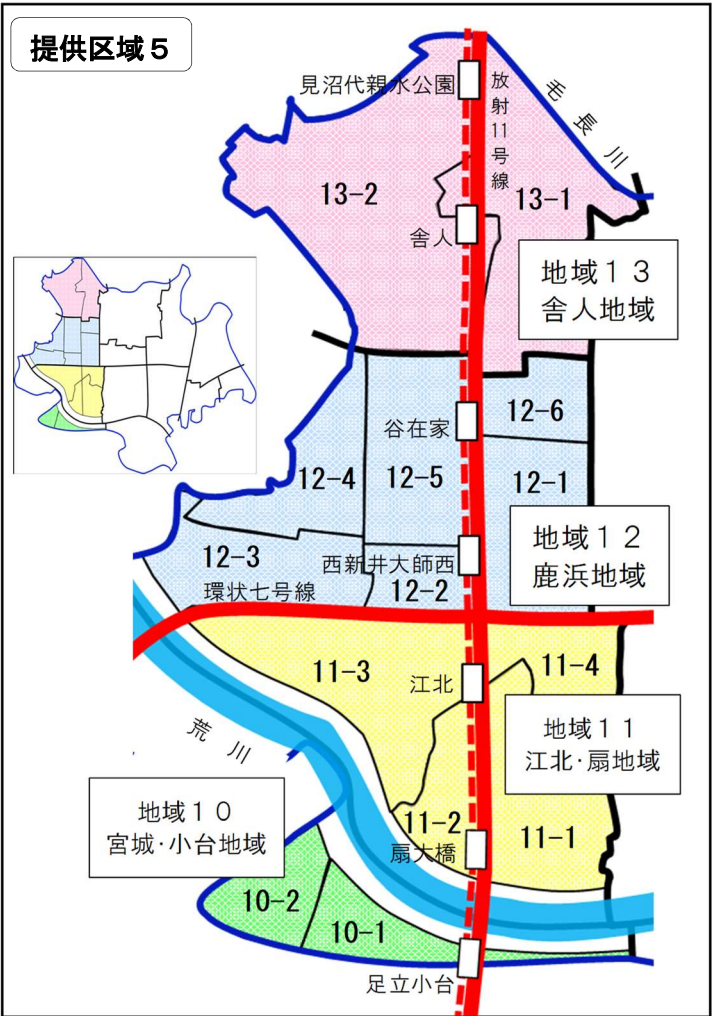 提供区域５
見沼代親水公園
放射11号線
毛長川
13-2
13-1
舎人
地域１３
舎人地域
12-6
谷在家
12-4
12-5
12-1
地域１２
鹿浜地域
12-3
西新井大師西
環状七号線
12-2
11-3
11-4
江北
地域１１
江北･扇地域
荒川
地域１０
宮城･小台地域
11-2
11-1
扇大橋
10-2
10-1
足立小台